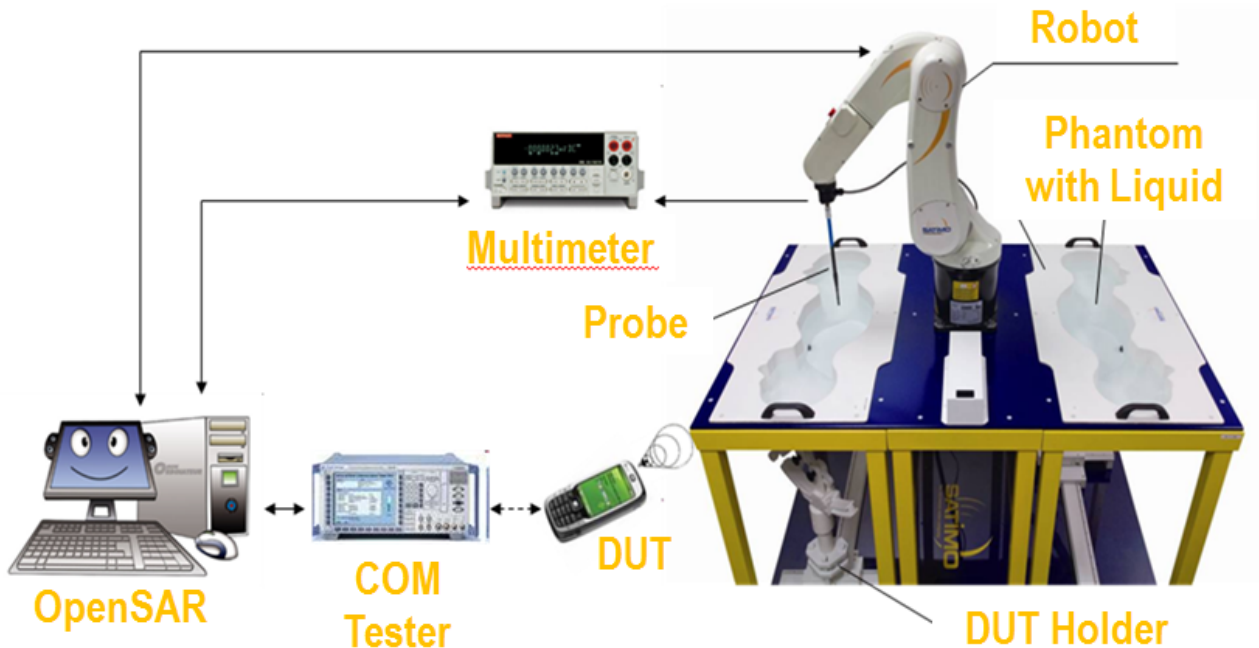 Robot
Phantom
with Liquid
Multimeter
Probe
SATIMO
OpenSAR
COM
Tester
DUT
SATIMO
DUT Holder